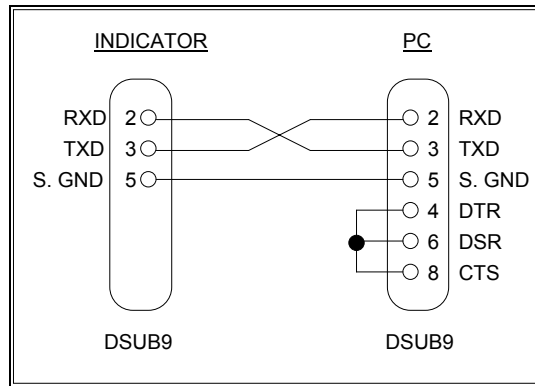 INDICATOR PC
RXD 2 2 RXD
TXD 3 3 TXD
S. GND 5 5 S. GND
4 DTR
6 DSR
8 CTS
DSUB9 DSUB9